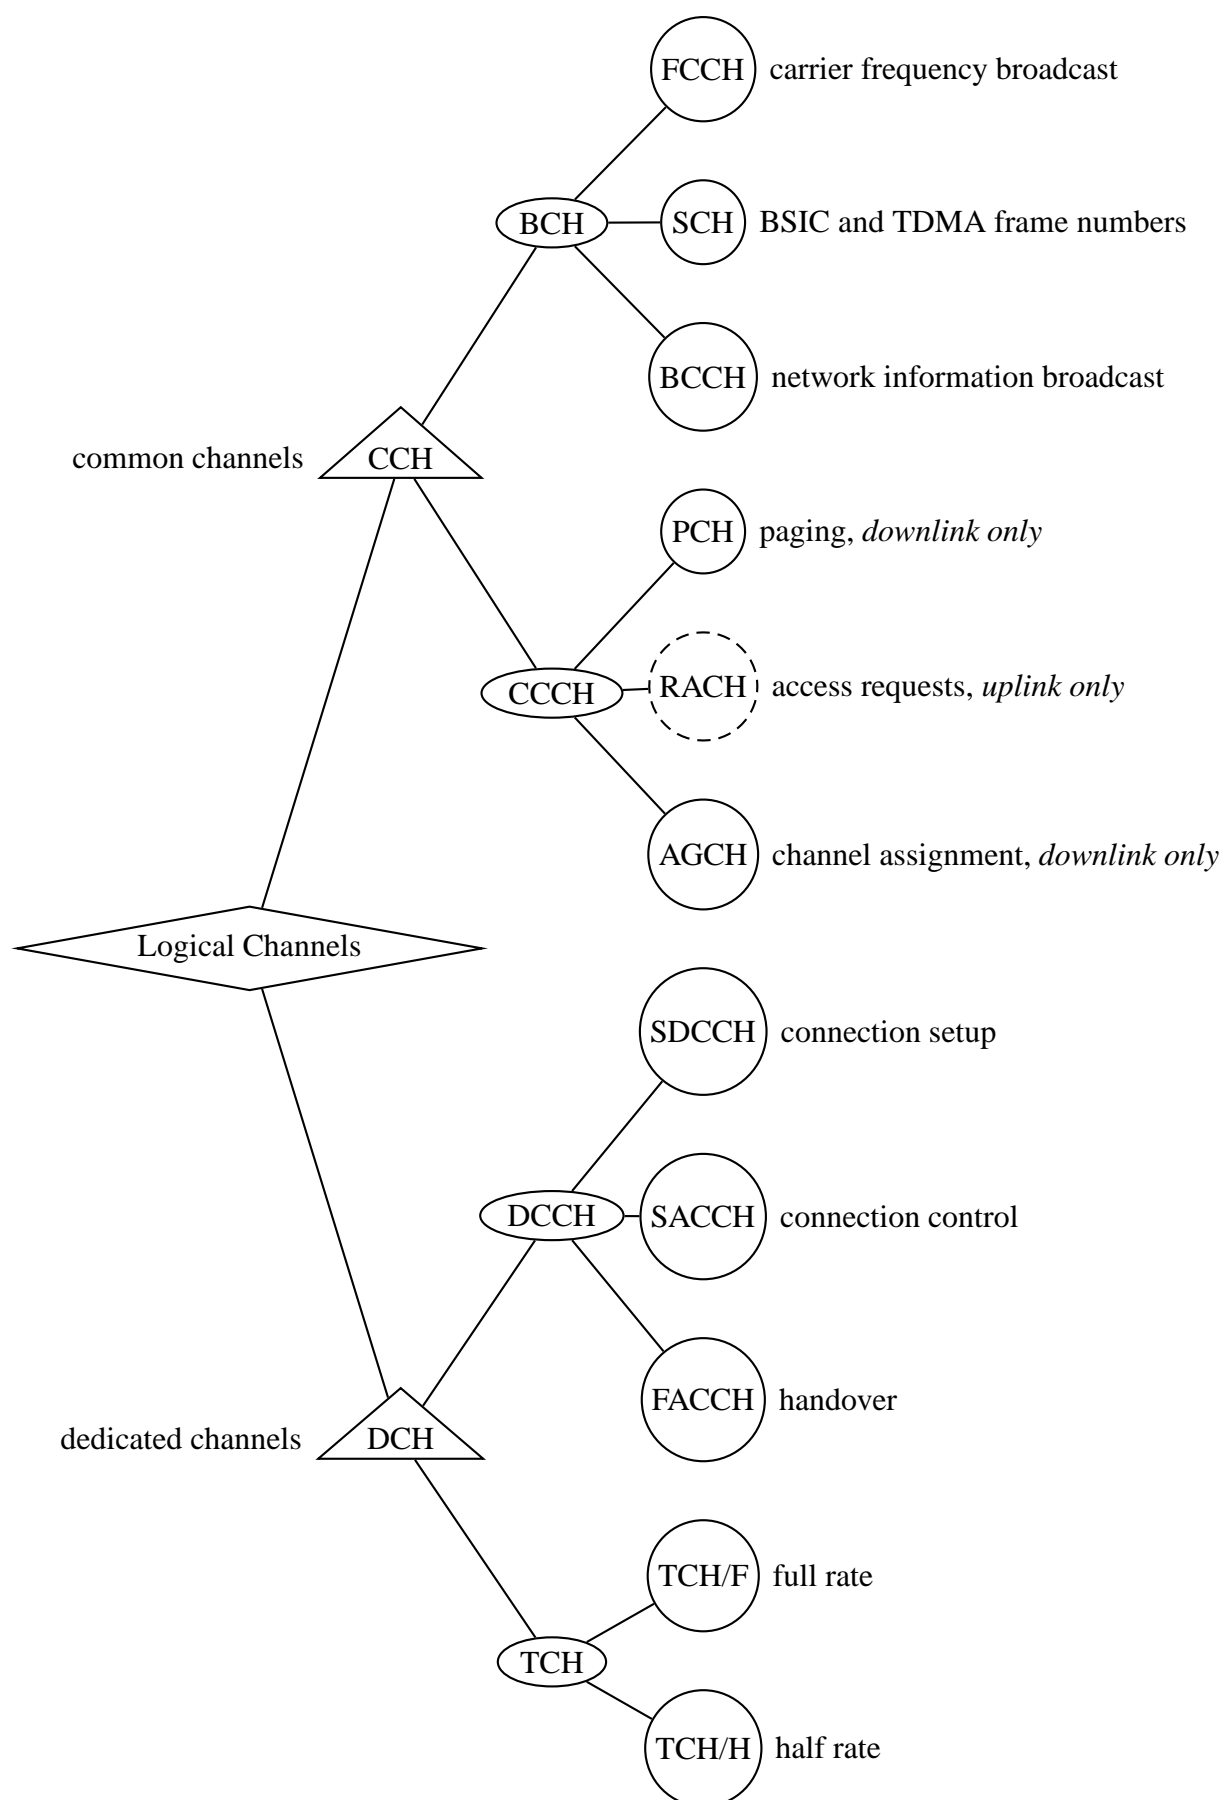 FCCH carrier frequency broadcast
BCH SCH BSIC and TDMA frame numbers
BCCH network information broadcast
common channels CCH
PCH paging, downlink only
CCCH RACH access requests, uplink only
AGCH channel assignment, downlink only
Logical Channels
SDCCH connection setup
DCCH SACCH connection control
FACCH handover
dedicated channels DCH
TCH/F full rate
TCH
TCH/H half rate